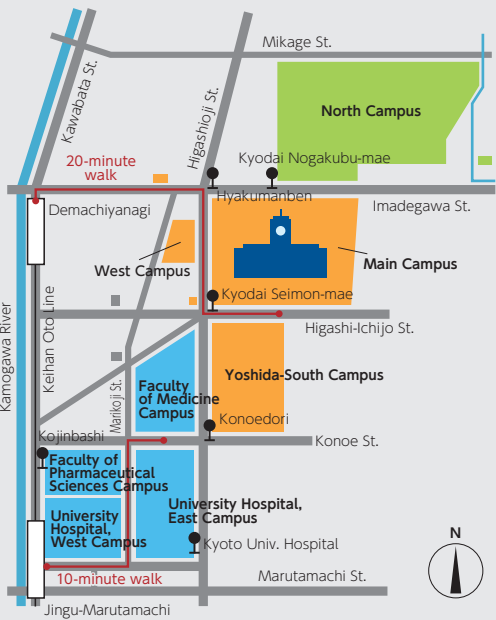 Mikage St.
Kawabata St.
Higashioji St.
North Campus
20-minute
walk
Kyodai Nogakubu-mae
Hyakumanben
Demachiyanagi
Imadegawa St.
West Campus
Main Campus
Kyodai Seimon-mae
Kamogawa River
Keihan Oto Line
Higashi-Ichijo St.
Marikoji St.
Faculty
of Medicine
Campus
Yoshida-South Campus
Konoedori
Kojinbashi
Konoe St.
Faculty of
Pharmaceutical
Sciences Campus
University
Hospital,
West Campus
University Hospital,
East Campus
Kyoto Univ. Hospital
N
10-minute walk
Marutamachi St.
Jingu-Marutamachi